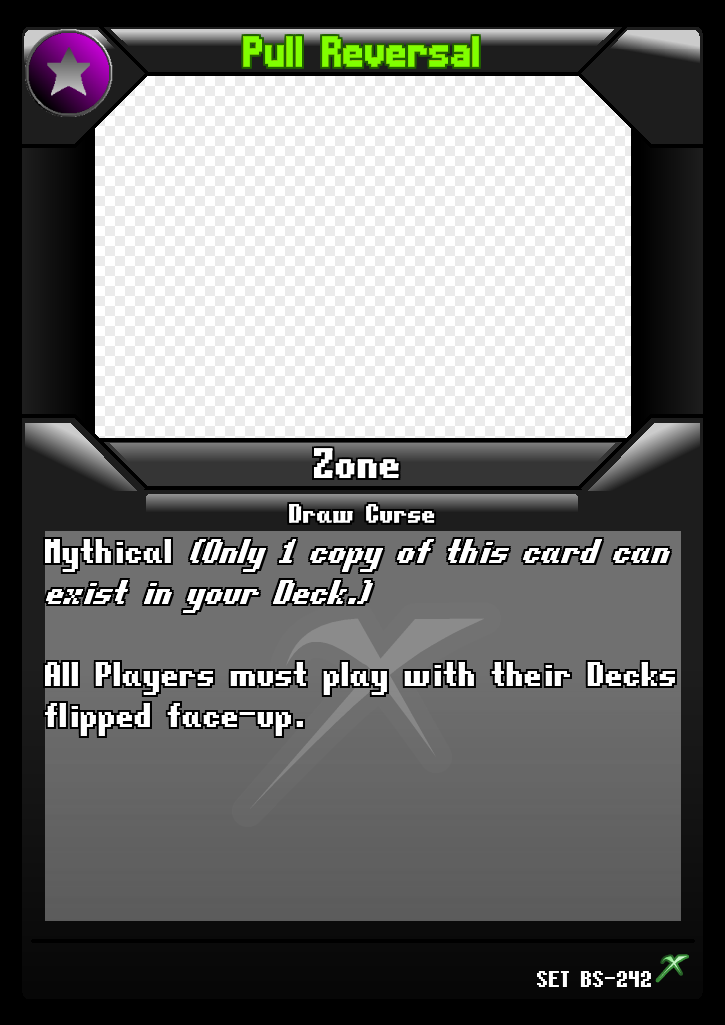 Pull Reversal
Zone
Draw Curse
Mythical (Only 1 copy of this card can
exist in your Deck.)
All Players must play with their Decks
flipped face-up.
SET BS-242